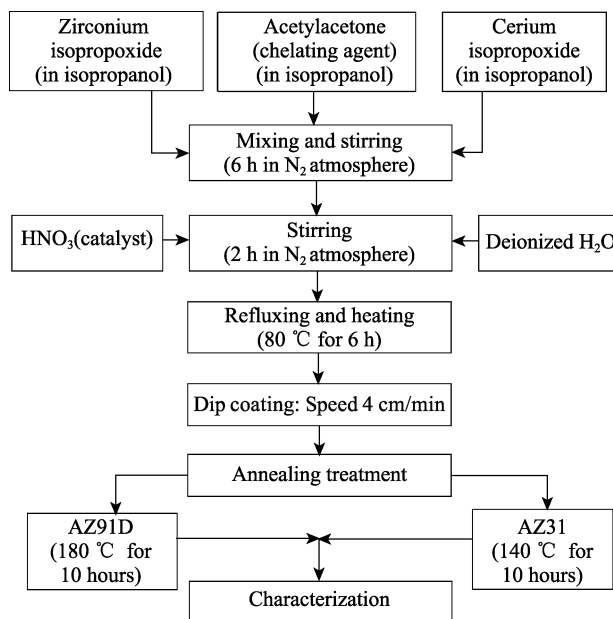 Zirconium
isopropoxide
(in isopropanol)
Acetylacetone
(chelating agent)
(in isopropanol)
Cerium
isopropoxide
(in isopropanol)
Mixing and stirring
(6 h in N₂ atmosphere)
HNO₃(catalyst)
Stirring
(2 h in N₂ atmosphere)
Deionized H₂O
Refluxing and heating
(80 ℃ for 6 h)
Dip coating: Speed 4 cm/min
Annealing treatment
AZ91D
(180 ℃ for
10 hours)
AZ31
(140 ℃ for
10 hours)
Characterization